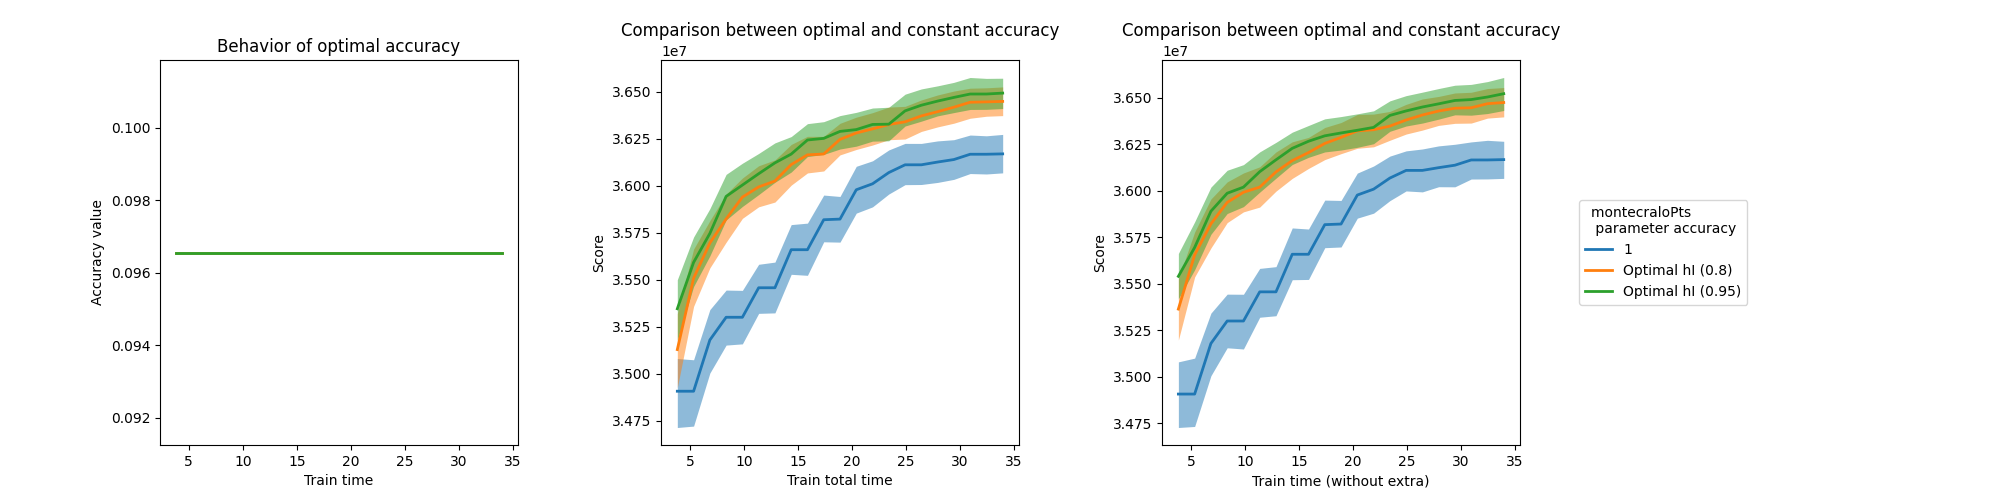 Behavior of optimal accuracy
Accuracy value
0.100
0.098
0.096
0.094
0.092
5 10 15 20 25 30 35
Train time
Comparison between optimal and constant accuracy
1e7
Score
3.650
3.625
3.600
3.575
3.550
3.525
3.500
3.475
5 10 15 20 25 30 35
Train total time
Comparison between optimal and constant accuracy
1e7
Score
3.650
3.625
3.600
3.575
3.550
3.525
3.500
3.475
5 10 15 20 25 30 35
Train time (without extra)
montecraloPts
parameter accuracy
1
Optimal hI (0.8)
Optimal hI (0.95)